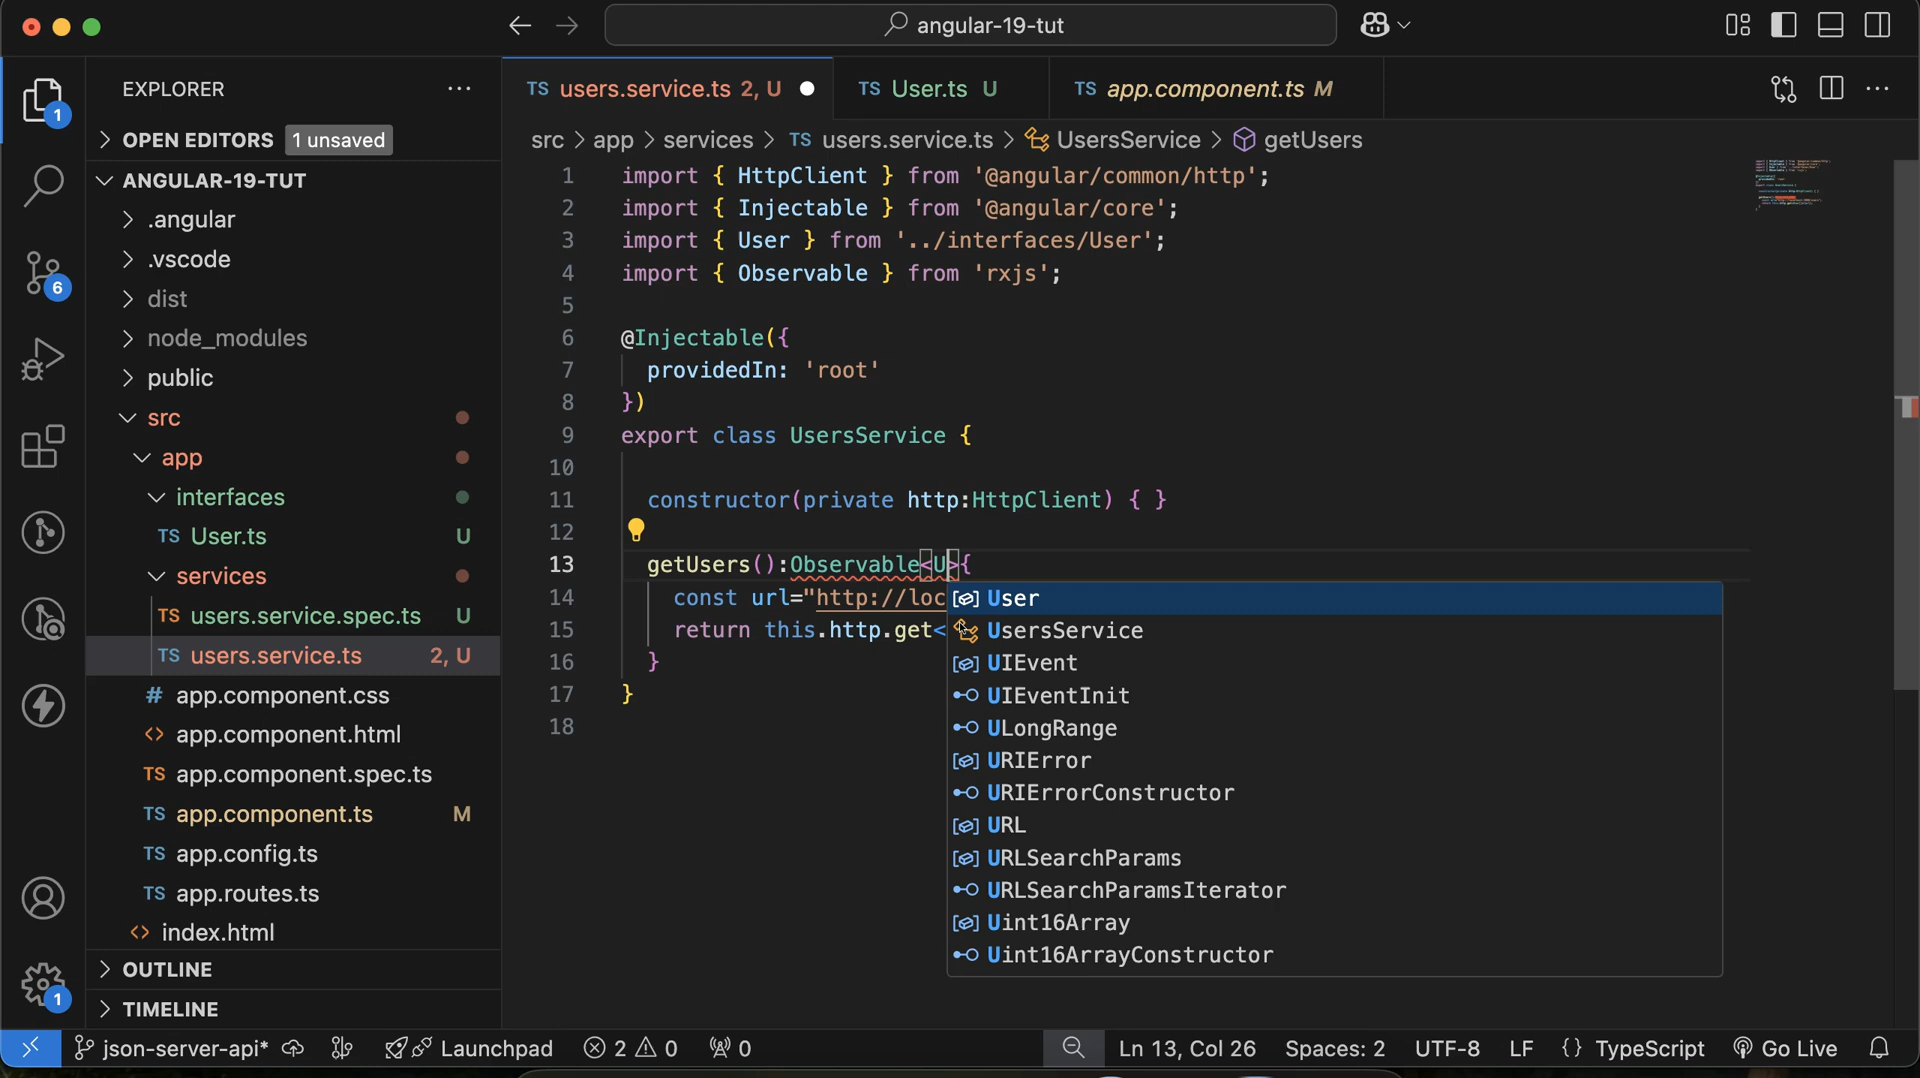 angular-19-tut
EXPLORER
1
OPEN EDITORS 1 unsaved
ANGULAR-19-TUT
.angular
.vscode
6
dist
node_modules
public
src
app
interfaces
TS User.ts U
services
TS users.service.spec.ts U
TS users.service.ts 2, U
# app.component.css
<> app.component.html
TS app.component.spec.ts
TS app.component.ts M
TS app.config.ts
TS app.routes.ts
<> index.html
OUTLINE
1
TIMELINE
TS users.service.ts 2, U
TS User.ts U
TS app.component.ts M
src > app > services > TS users.service.ts > UsersService > getUsers
1 import { HttpClient } from '@angular/common/http';
2 import { Injectable } from '@angular/core';
3 import { User } from '../interfaces/User';
4 import { Observable } from 'rxjs';
5
6 @Injectable({
7 providedIn: 'root'
8 })
9 export class UsersService {
10
11 constructor(private http:HttpClient) { }
12
13 getUsers():Observable<U>{
14 const url="http://loc
15 return this.http.get<
16 }
17 }
18
User
UsersService
UIEvent
UIEventInit
ULongRange
URIError
URIErrorConstructor
URL
URLSearchParams
URLSearchParamsIterator
Uint16Array
Uint16ArrayConstructor
json-server-api* Launchpad 2 0 0 Ln 13, Col 26 Spaces: 2 UTF-8 LF {} TypeScript Go Live